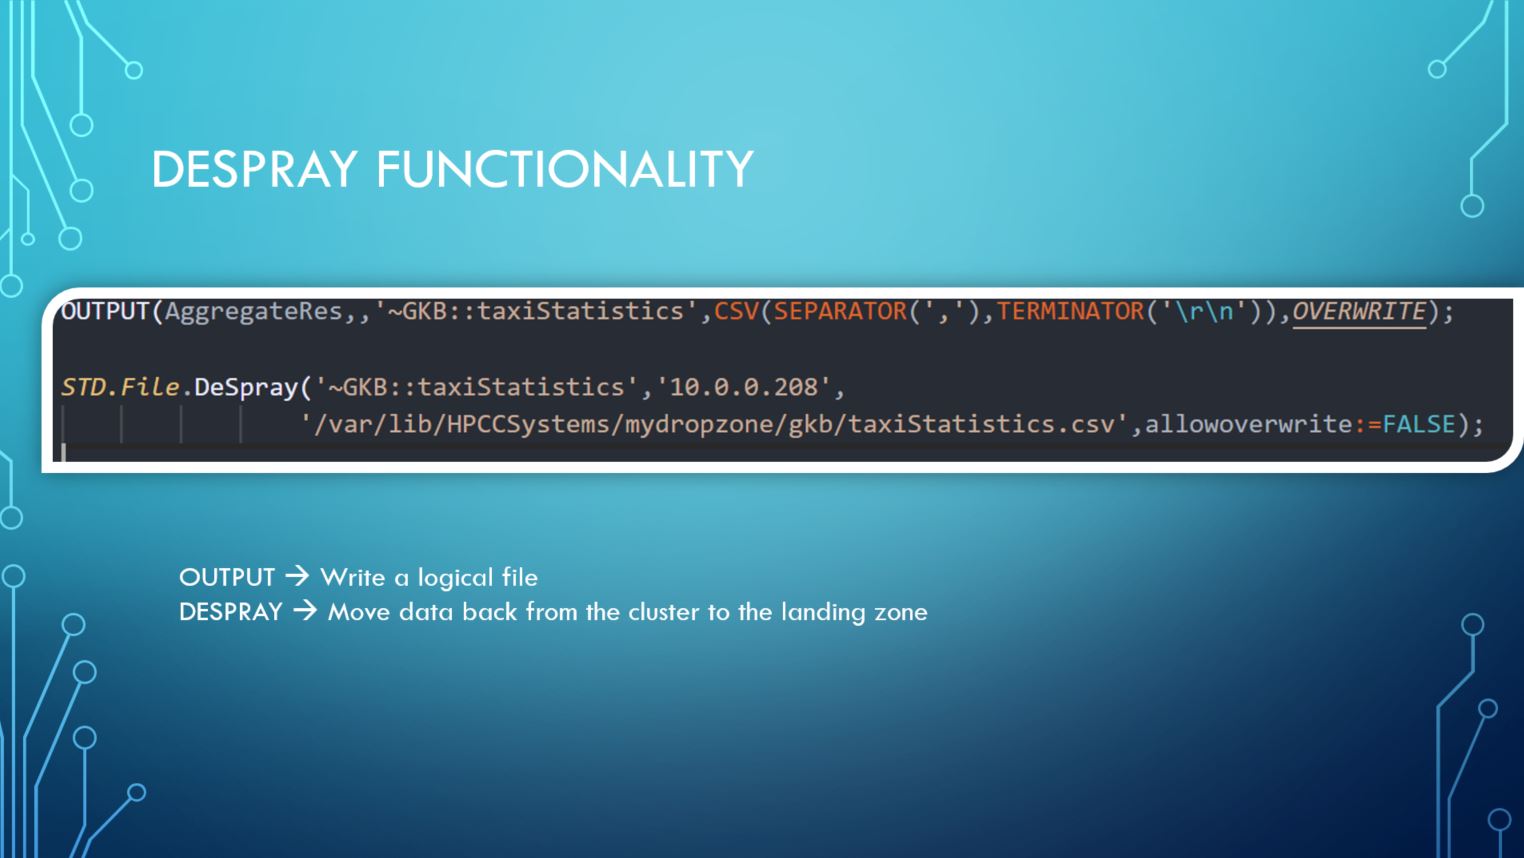 DESPRAY FUNCTIONALITY
OUTPUT(AggregateRes,,'~GKB::taxiStatistics',CSV(SEPARATOR(','),TERMINATOR('\r\n')),OVERWRITE);
STD.File.DeSpray('~GKB::taxiStatistics','10.0.0.208',
'/var/lib/HPCCSystems/mydropzone/gkb/taxiStatistics.csv',allowoverwrite:=FALSE);
OUTPUT → Write a logical file
DESPRAY → Move data back from the cluster to the landing zone